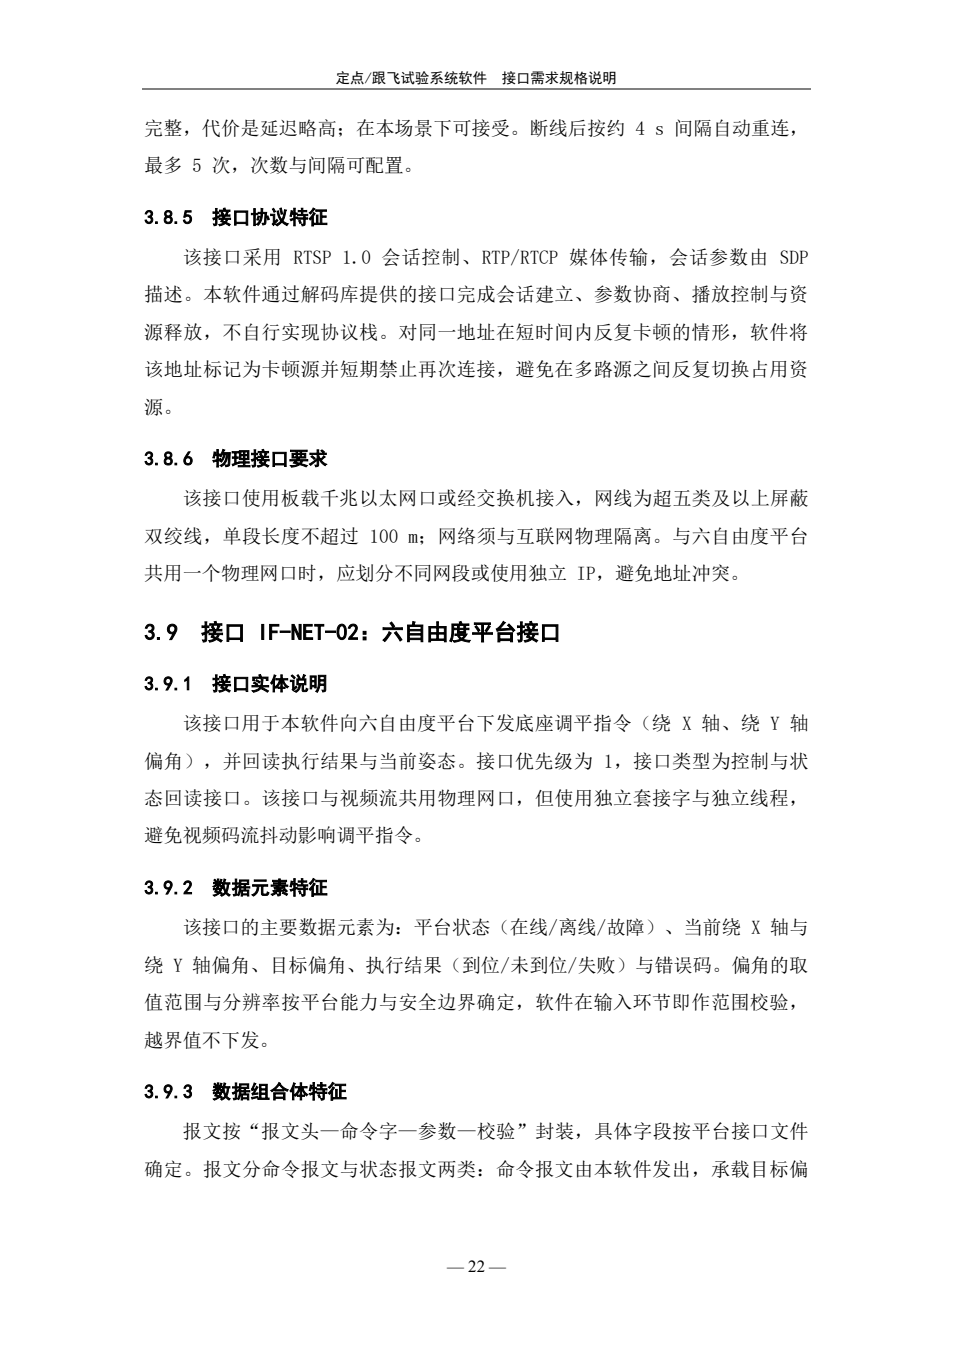 定点/跟飞试验系统软件　接口需求规格说明
完整，代价是延迟略高；在本场景下可接受。断线后按约 4 s 间隔自动重连，
最多 5 次，次数与间隔可配置。
3.8.5　接口协议特征
该接口采用 RTSP 1.0 会话控制、RTP/RTCP 媒体传输，会话参数由 SDP
描述。本软件通过解码库提供的接口完成会话建立、参数协商、播放控制与资
源释放，不自行实现协议栈。对同一地址在短时间内反复卡顿的情形，软件将
该地址标记为卡顿源并短期禁止再次连接，避免在多路源之间反复切换占用资
源。
3.8.6　物理接口要求
该接口使用板载千兆以太网口或经交换机接入，网线为超五类及以上屏蔽
双绞线，单段长度不超过 100 m；网络须与互联网物理隔离。与六自由度平台
共用一个物理网口时，应划分不同网段或使用独立 IP，避免地址冲突。
3.9　接口 IF-NET-02：六自由度平台接口
3.9.1　接口实体说明
该接口用于本软件向六自由度平台下发底座调平指令（绕 X 轴、绕 Y 轴
偏角），并回读执行结果与当前姿态。接口优先级为 1，接口类型为控制与状
态回读接口。该接口与视频流共用物理网口，但使用独立套接字与独立线程，
避免视频码流抖动影响调平指令。
3.9.2　数据元素特征
该接口的主要数据元素为：平台状态（在线/离线/故障）、当前绕 X 轴与
绕 Y 轴偏角、目标偏角、执行结果（到位/未到位/失败）与错误码。偏角的取
值范围与分辨率按平台能力与安全边界确定，软件在输入环节即作范围校验，
越界值不下发。
3.9.3　数据组合体特征
报文按“报文头—命令字—参数—校验”封装，具体字段按平台接口文件
确定。报文分命令报文与状态报文两类：命令报文由本软件发出，承载目标偏
— 22 —